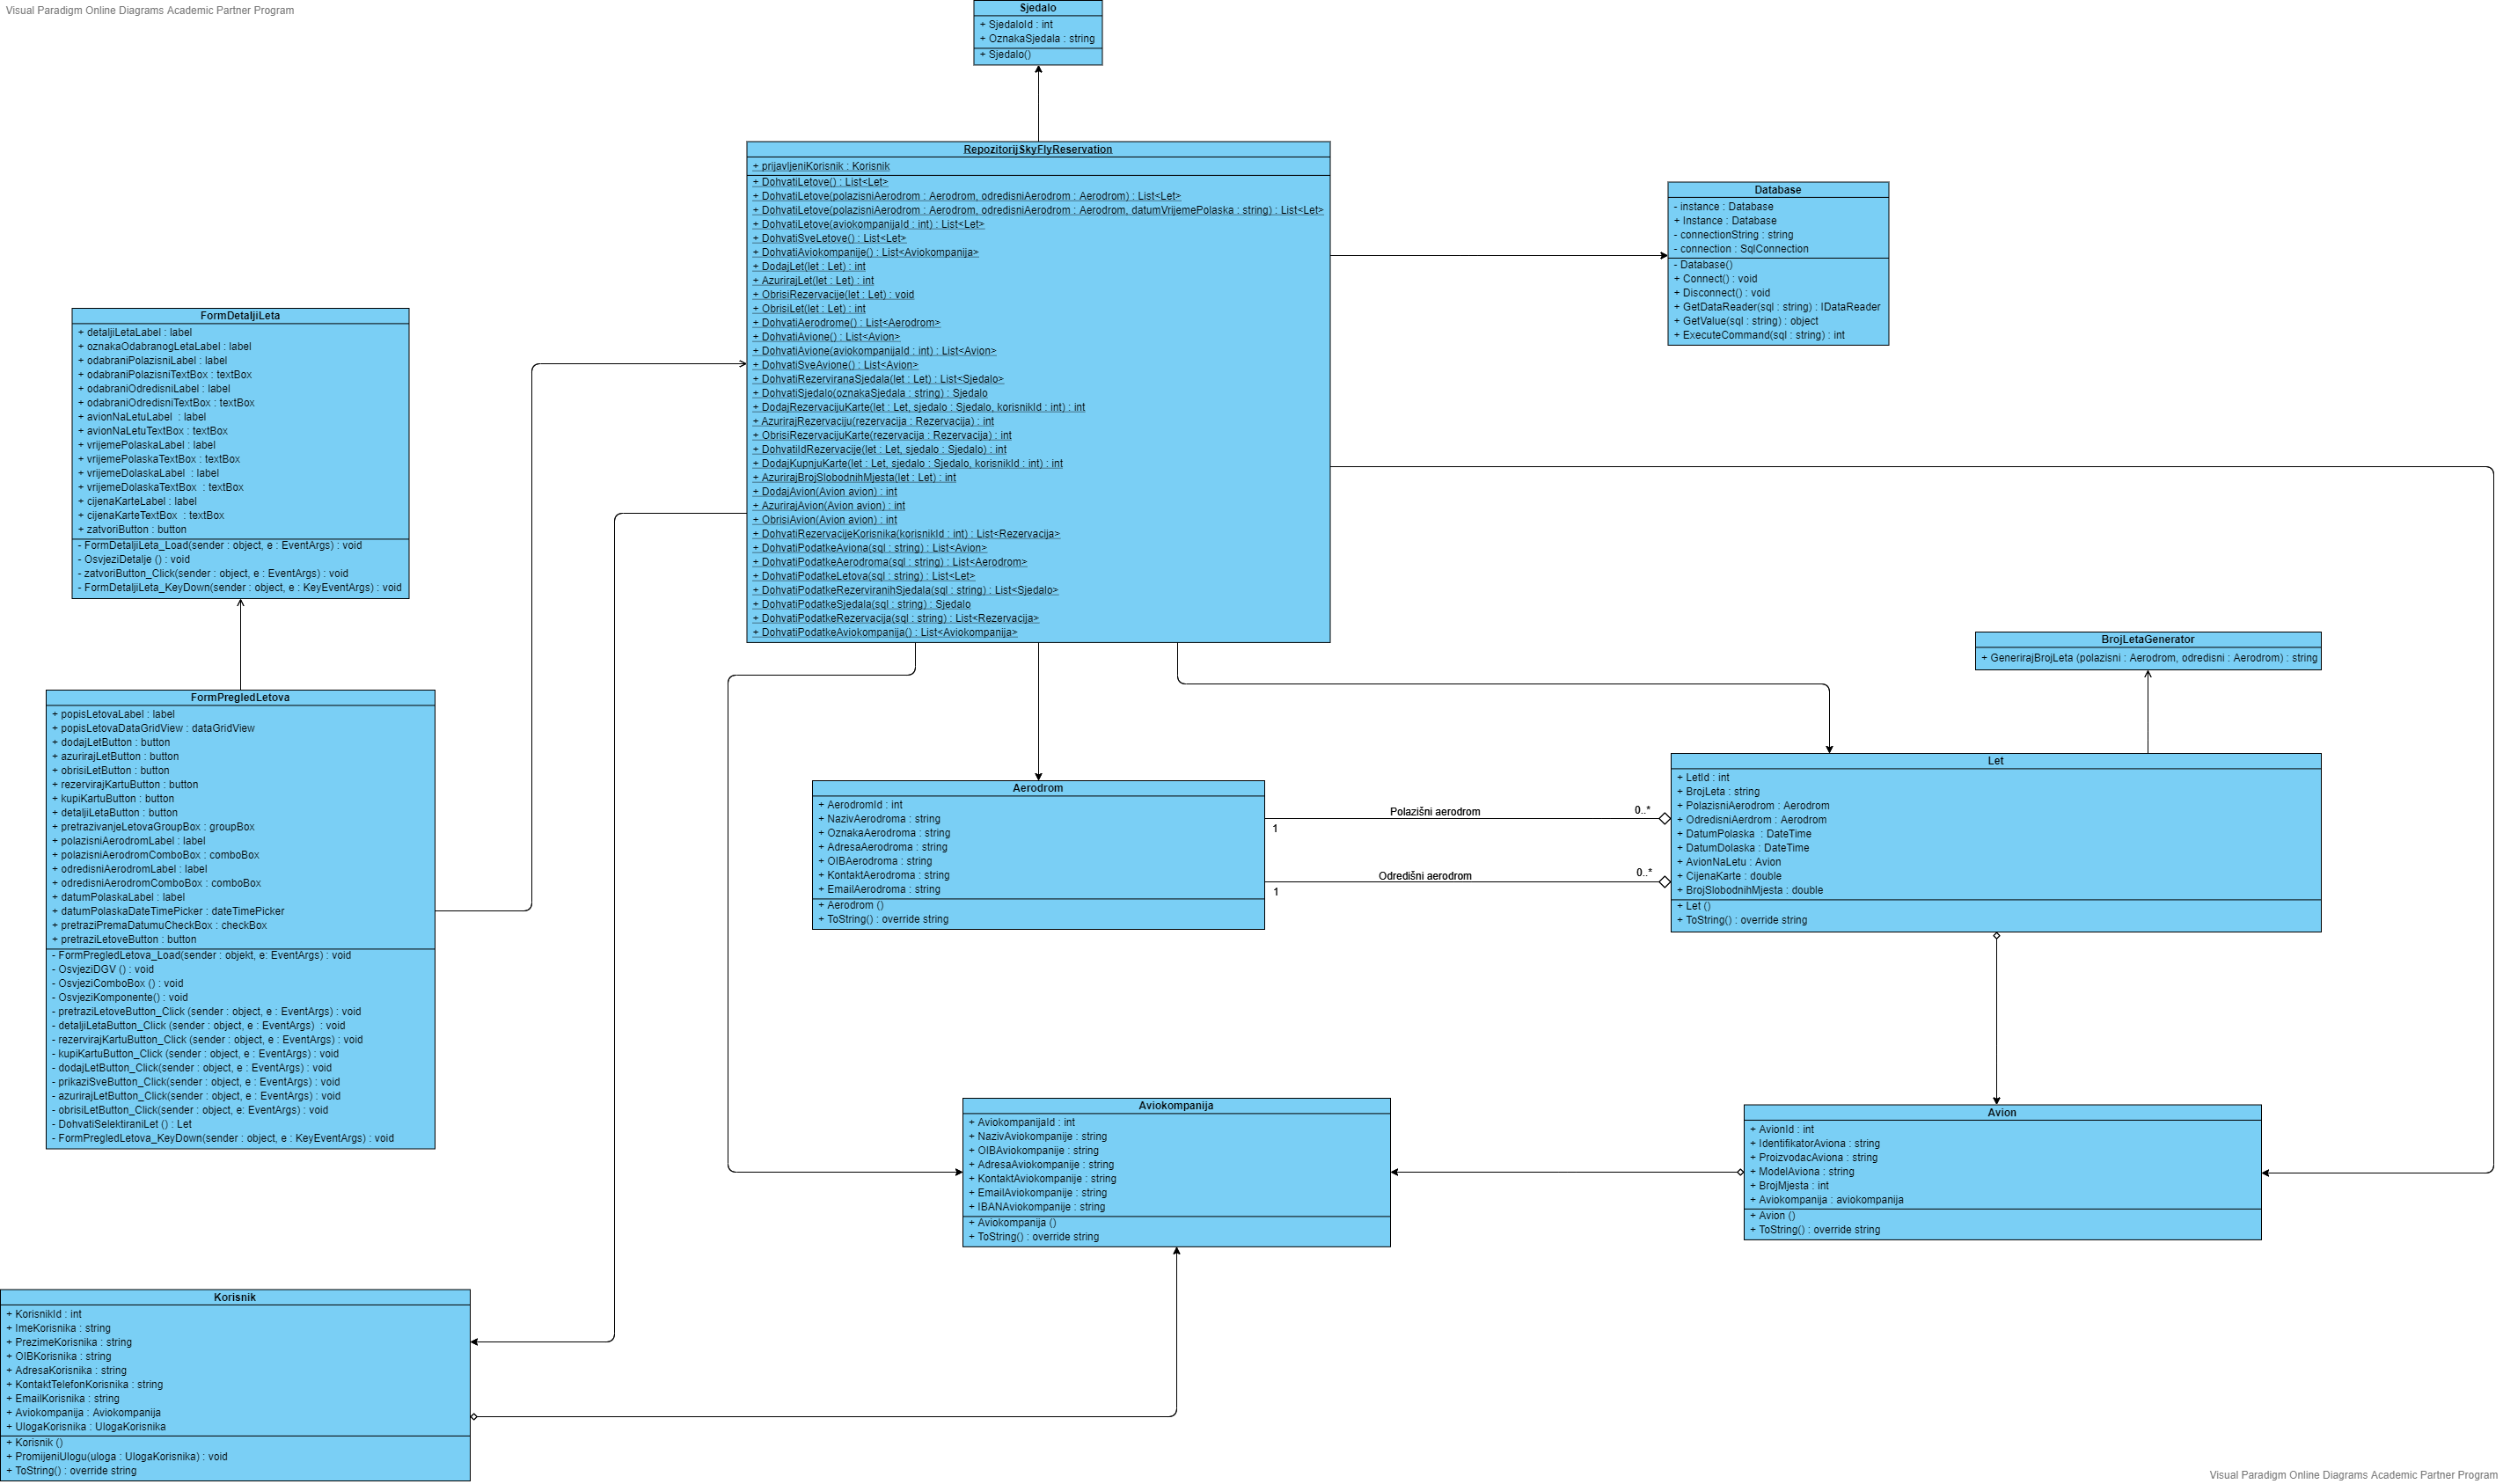 Visual Paradigm Online Diagrams Academic Partner Program
Sjedalo
+ SjedaloId : int
+ OznakaSjedala : string
+ Sjedalo()
RepozitorijSkyFlyReservation
+ prijavljeniKorisnik : Korisnik
+ DohvatiLetove() : List<Let>
+ DohvatiLetove(polazisniAerodrom : Aerodrom, odredisniAerodrom : Aerodrom) : List<Let>
+ DohvatiLetove(polazisniAerodrom : Aerodrom, odredisniAerodrom : Aerodrom, datumVrijemePolaska : string) : List<Let>
+ DohvatiLetove(aviokompanijaId : int) : List<Let>
+ DohvatiSveLetove() : List<Let>
+ DohvatiAviokompanije() : List<Aviokompanija>
+ DodajLet(let : Let) : int
+ AzurirajLet(let : Let) : int
+ ObrisiRezervacije(let : Let) : void
+ ObrisiLet(let : Let) : int
+ DohvatiAerodrome() : List<Aerodrom>
+ DohvatiAvione() : List<Avion>
+ DohvatiAvione(aviokompanijaId : int) : List<Avion>
+ DohvatiSveAvione() : List<Avion>
+ DohvatiRezerviranaSjedala(let : Let) : List<Sjedalo>
+ DohvatiSjedalo(oznakaSjedala : string) : Sjedalo
+ DodajRezervacijuKarte(let : Let, sjedalo : Sjedalo, korisnikId : int) : int
+ AzurirajRezervaciju(rezervacija : Rezervacija) : int
+ ObrisiRezervacijuKarte(rezervacija : Rezervacija) : int
+ DohvatiIdRezervacije(let : Let, sjedalo : Sjedalo) : int
+ DodajKupnjuKarte(let : Let, sjedalo : Sjedalo, korisnikId : int) : int
+ AzurirajBrojSlobodnihMjesta(let : Let) : int
+ DodajAvion(Avion avion) : int
+ AzurirajAvion(Avion avion) : int
+ ObrisiAvion(Avion avion) : int
+ DohvatiRezervacijeKorisnika(korisnikId : int) : List<Rezervacija>
+ DohvatiPodatkeAviona(sql : string) : List<Avion>
+ DohvatiPodatkeAerodroma(sql : string) : List<Aerodrom>
+ DohvatiPodatkeLetova(sql : string) : List<Let>
+ DohvatiPodatkeRezerviranihSjedala(sql : string) : List<Sjedalo>
+ DohvatiPodatkeSjedala(sql : string) : Sjedalo
+ DohvatiPodatkeRezervacija(sql : string) : List<Rezervacija>
+ DohvatiPodatkeAviokompanija() : List<Aviokompanija>
Database
- instance : Database
+ Instance : Database
- connectionString : string
- connection : SqlConnection
- Database()
+ Connect() : void
+ Disconnect() : void
+ GetDataReader(sql : string) : IDataReader
+ GetValue(sql : string) : object
+ ExecuteCommand(sql : string) : int
FormDetaljiLeta
+ detaljiLetaLabel : label
+ oznakaOdabranogLetaLabel : label
+ odabraniPolazisniLabel : label
+ odabraniPolazisniTextBox : textBox
+ odabraniOdredisniLabel : label
+ odabraniOdredisniTextBox : textBox
+ avionNaLetuLabel : label
+ avionNaLetuTextBox : textBox
+ vrijemePolaskaLabel : label
+ vrijemePolaskaTextBox : textBox
+ vrijemeDolaskaLabel : label
+ vrijemeDolaskaTextBox : textBox
+ cijenaKarteLabel : label
+ cijenaKarteTextBox : textBox
+ zatvoriButton : button
- FormDetaljiLeta_Load(sender : object, e : EventArgs) : void
- OsvjeziDetalje () : void
- zatvoriButton_Click(sender : object, e : EventArgs) : void
- FormDetaljiLeta_KeyDown(sender : object, e : KeyEventArgs) : void
BrojLetaGenerator
+ GenerirajBrojLeta (polazisni : Aerodrom, odredisni : Aerodrom) : string
FormPregledLetova
+ popisLetovaLabel : label
+ popisLetovaDataGridView : dataGridView
+ dodajLetButton : button
+ azurirajLetButton : button
+ obrisiLetButton : button
+ rezervirajKartuButton : button
+ kupiKartuButton : button
+ detaljiLetaButton : button
+ pretrazivanjeLetovaGroupBox : groupBox
+ polazisniAerodromLabel : label
+ polazisniAerodromComboBox : comboBox
+ odredisniAerodromLabel : label
+ odredisniAerodromComboBox : comboBox
+ datumPolaskaLabel : label
+ datumPolaskaDateTimePicker : dateTimePicker
+ pretraziPremaDatumuCheckBox : checkBox
+ pretraziLetoveButton : button
- FormPregledLetova_Load(sender : objekt, e: EventArgs) : void
- OsvjeziDGV () : void
- OsvjeziComboBox () : void
- OsvjeziKomponente() : void
- pretraziLetoveButton_Click (sender : object, e : EventArgs) : void
- detaljiLetaButton_Click (sender : object, e : EventArgs) : void
- rezervirajKartuButton_Click (sender : object, e : EventArgs) : void
- kupiKartuButton_Click (sender : object, e : EventArgs) : void
- dodajLetButton_Click(sender : object, e : EventArgs) : void
- prikaziSveButton_Click(sender : object, e : EventArgs) : void
- azurirajLetButton_Click(sender : object, e : EventArgs) : void
- obrisiLetButton_Click(sender : object, e: EventArgs) : void
- DohvatiSelektiraniLet () : Let
- FormPregledLetova_KeyDown(sender : object, e : KeyEventArgs) : void
Aerodrom
+ AerodromId : int
+ NazivAerodroma : string
+ OznakaAerodroma : string
+ AdresaAerodroma : string
+ OIBAerodroma : string
+ KontaktAerodroma : string
+ EmailAerodroma : string
+ Aerodrom ()
+ ToString() : override string
Polazišni aerodrom
0..*
1
Odredišni aerodrom
0..*
1
Let
+ LetId : int
+ BrojLeta : string
+ PolazisniAerodrom : Aerodrom
+ OdredisniAerdrom : Aerodrom
+ DatumPolaska : DateTime
+ DatumDolaska : DateTime
+ AvionNaLetu : Avion
+ CijenaKarte : double
+ BrojSlobodnihMjesta : double
+ Let ()
+ ToString() : override string
Aviokompanija
+ AviokompanijaId : int
+ NazivAviokompanije : string
+ OIBAviokompanije : string
+ AdresaAviokompanije : string
+ KontaktAviokompanije : string
+ EmailAviokompanije : string
+ IBANAviokompanije : string
+ Aviokompanija ()
+ ToString() : override string
Avion
+ AvionId : int
+ IdentifikatorAviona : string
+ ProizvodacAviona : string
+ ModelAviona : string
+ BrojMjesta : int
+ Aviokompanija : aviokompanija
+ Avion ()
+ ToString() : override string
Korisnik
+ KorisnikId : int
+ ImeKorisnika : string
+ PrezimeKorisnika : string
+ OIBKorisnika : string
+ AdresaKorisnika : string
+ KontaktTelefonKorisnika : string
+ EmailKorisnika : string
+ Aviokompanija : Aviokompanija
+ UlogaKorisnika : UlogaKorisnika
+ Korisnik ()
+ PromijeniUlogu(uloga : UlogaKorisnika) : void
+ ToString() : override string
Visual Paradigm Online Diagrams Academic Partner Program